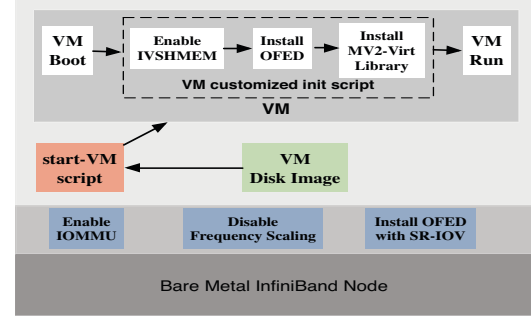 VM
Boot
Enable
IVSHMEM
Install
OFED
Install
MV2-Virt
Library
VM
Run
VM customized init script
VM
start-VM
script
VM
Disk Image
Enable
IOMMU
Disable
Frequency Scaling
Install OFED
with SR-IOV
Bare Metal InfiniBand Node